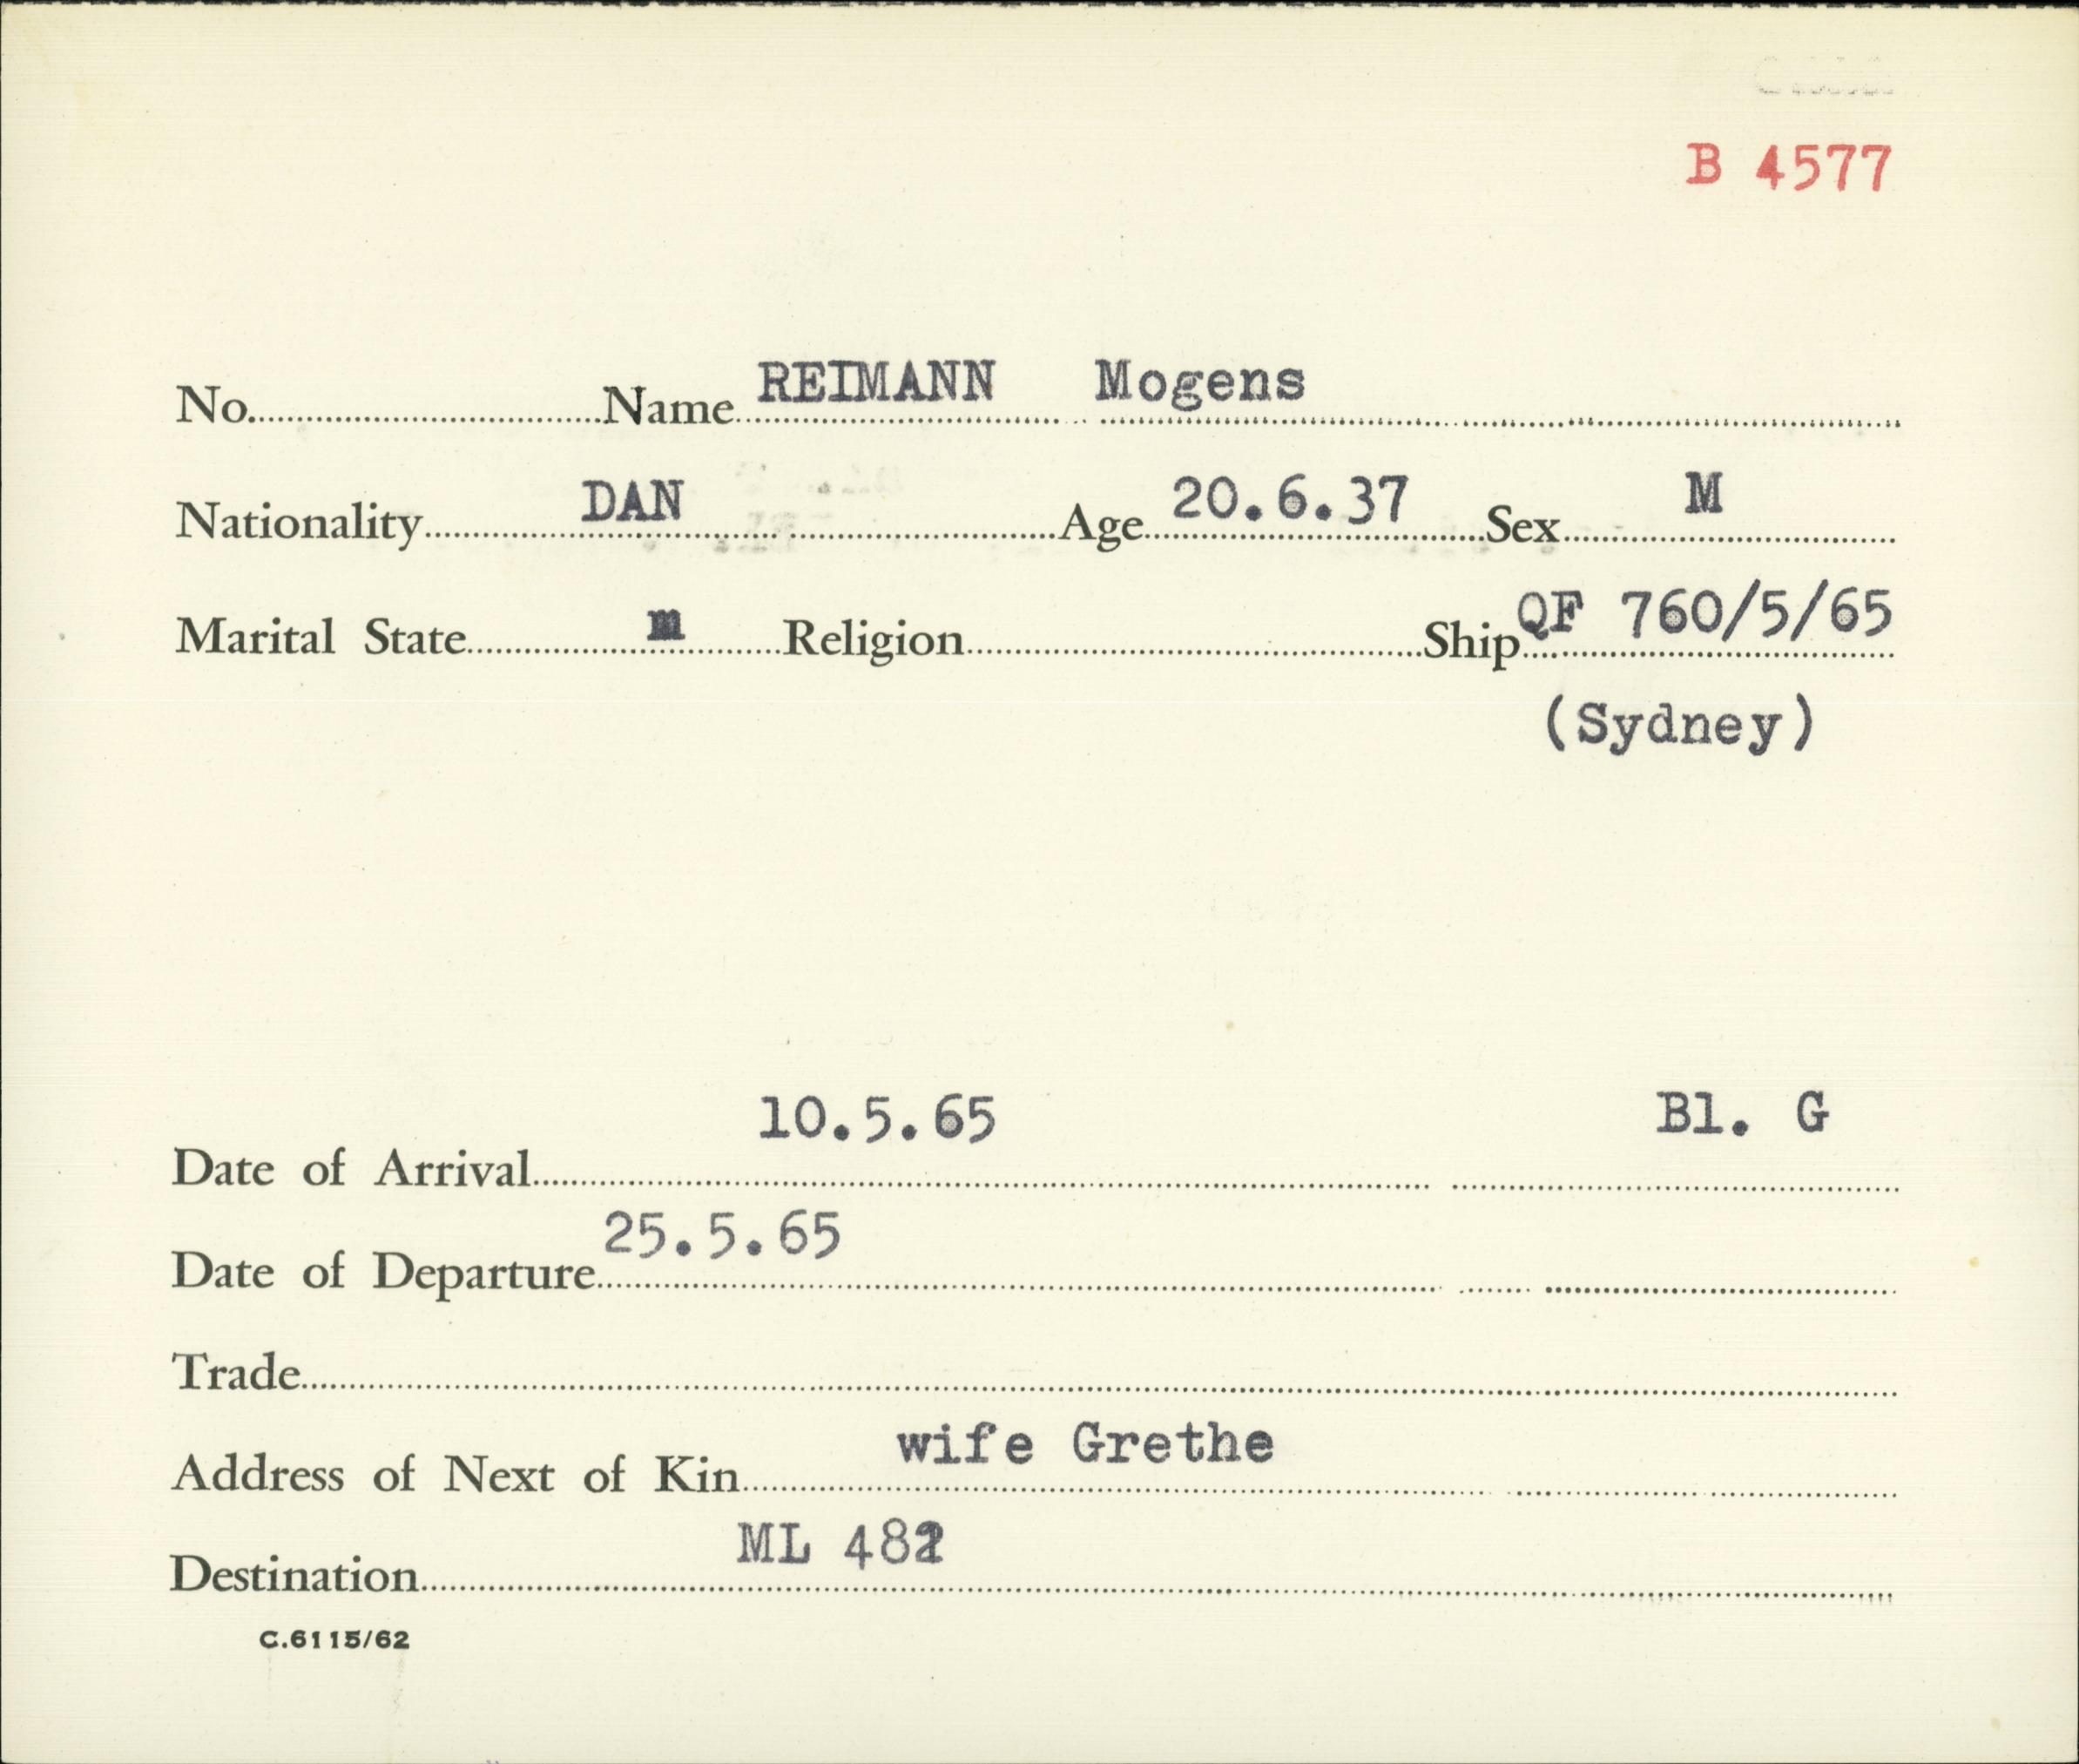 B 4577
No. Name REIMANN Mogens
Nationality DAN Age 20.6.37 Sex M
Marital State m Religion Ship QF 760/5/65
(Sydney)
10.5.65 Bl. G
Date of Arrival
Date of Departure 25.5.65
Trade
Address of Next of Kin wife Grethe
Destination ML
C.6115/62